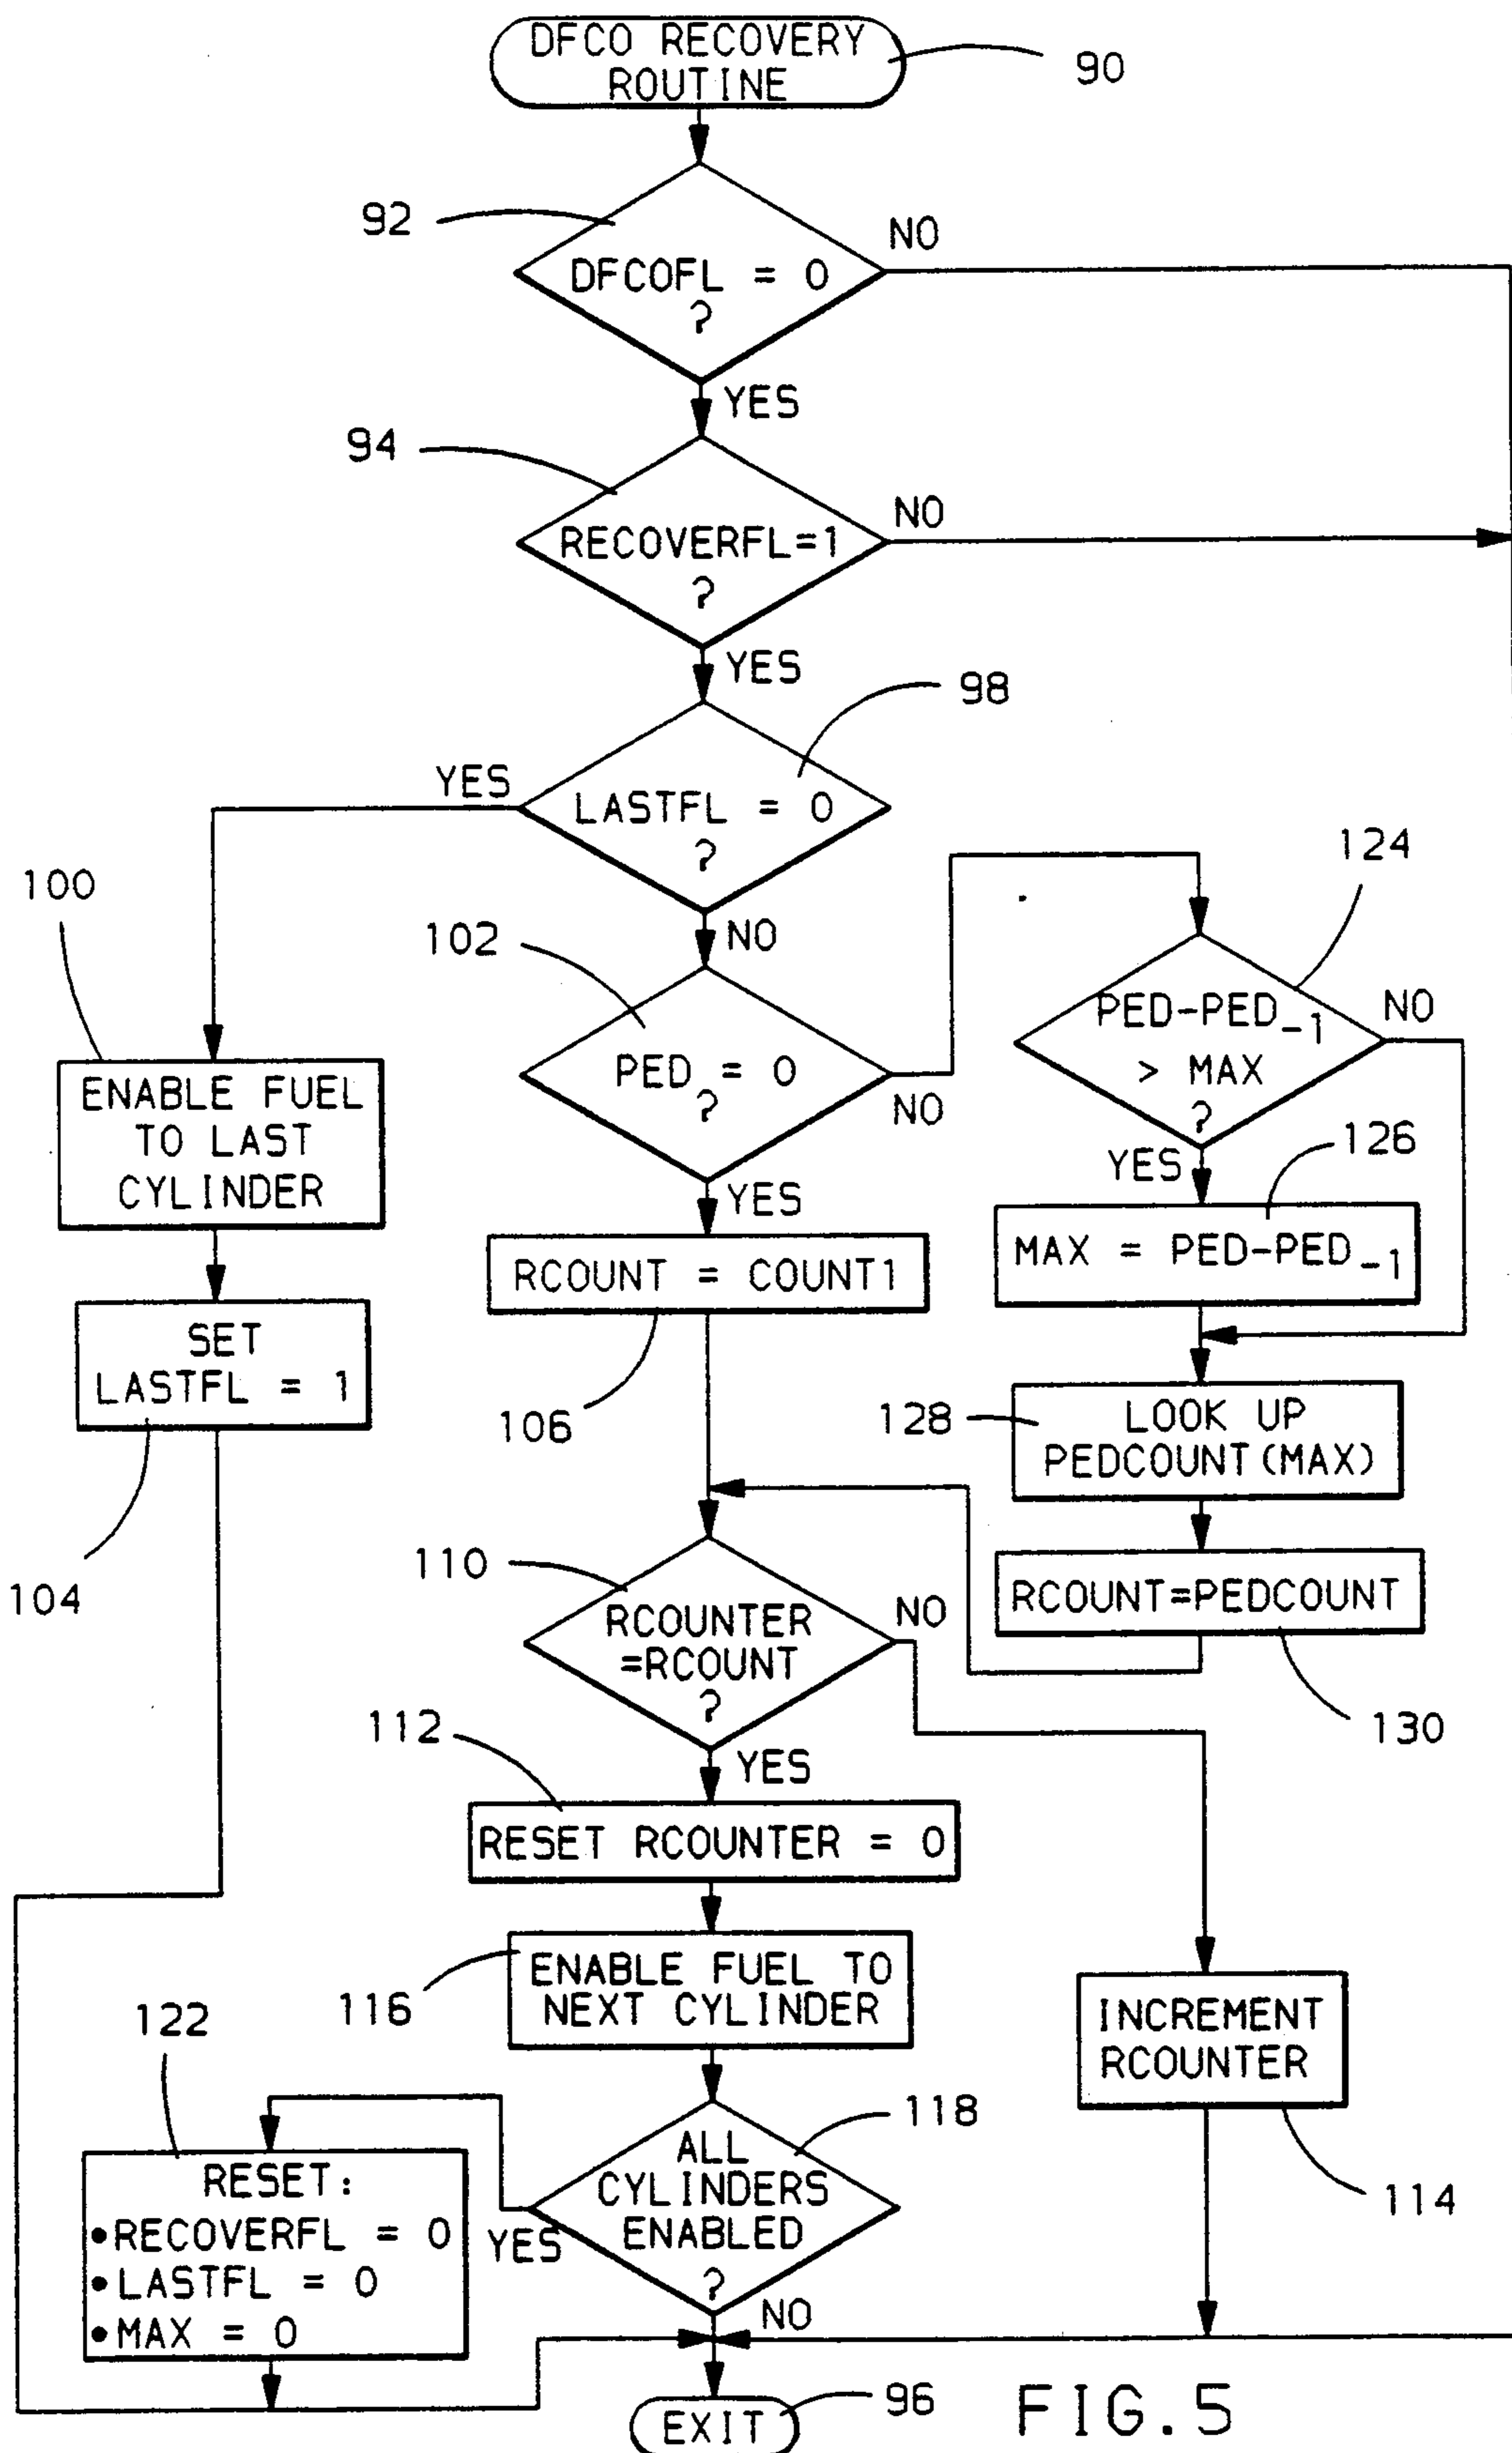 DFCO RECOVERY
ROUTINE
90
92
DFCOFL = 0
?
NO
YES
94
RECOVERFL=1
?
NO
YES
98
LASTFL = 0
?
YES
NO
100
ENABLE FUEL
TO LAST
CYLINDER
SET
LASTFL = 1
104
102
PED = 0
?
NO
YES
RCOUNT = COUNT1
106
124
PED-PED-1
> MAX
?
NO
YES
126
MAX = PED-PED-1
128
LOOK UP
PEDCOUNT(MAX)
RCOUNT=PEDCOUNT
130
110
RCOUNTER
=RCOUNT
?
NO
YES
112
RESET RCOUNTER = 0
116
ENABLE FUEL TO
NEXT CYLINDER
INCREMENT
RCOUNTER
114
118
ALL
CYLINDERS
ENABLED
?
YES
NO
122
RESET:
•RECOVERFL = 0
•LASTFL = 0
•MAX = 0
EXIT
96
FIG.5